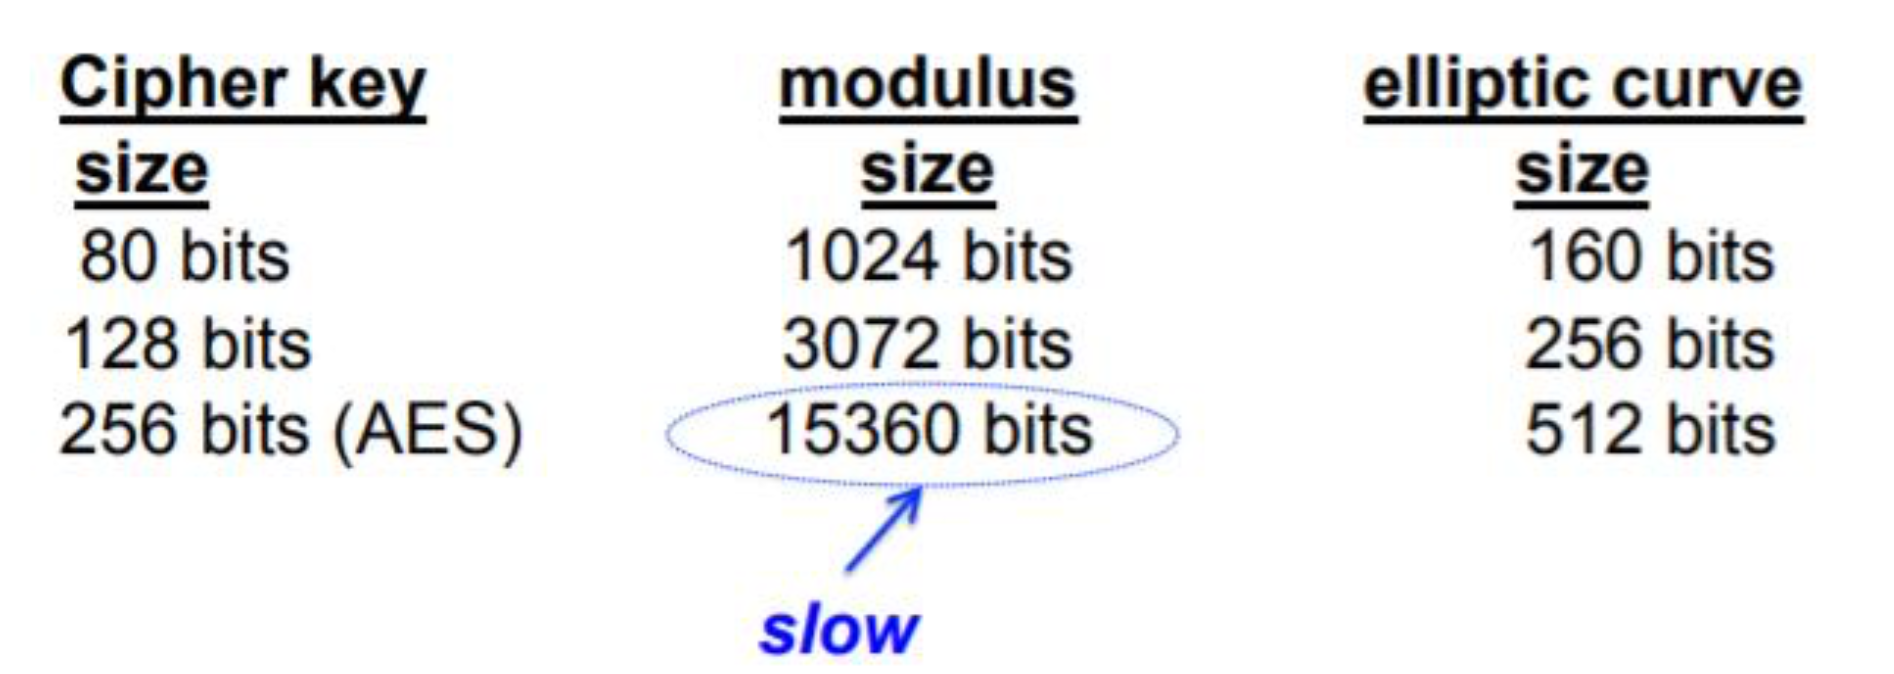 Cipher key modulus elliptic curve
size size size
80 bits 1024 bits 160 bits
128 bits 3072 bits 256 bits
256 bits (AES) 15360 bits 512 bits
slow